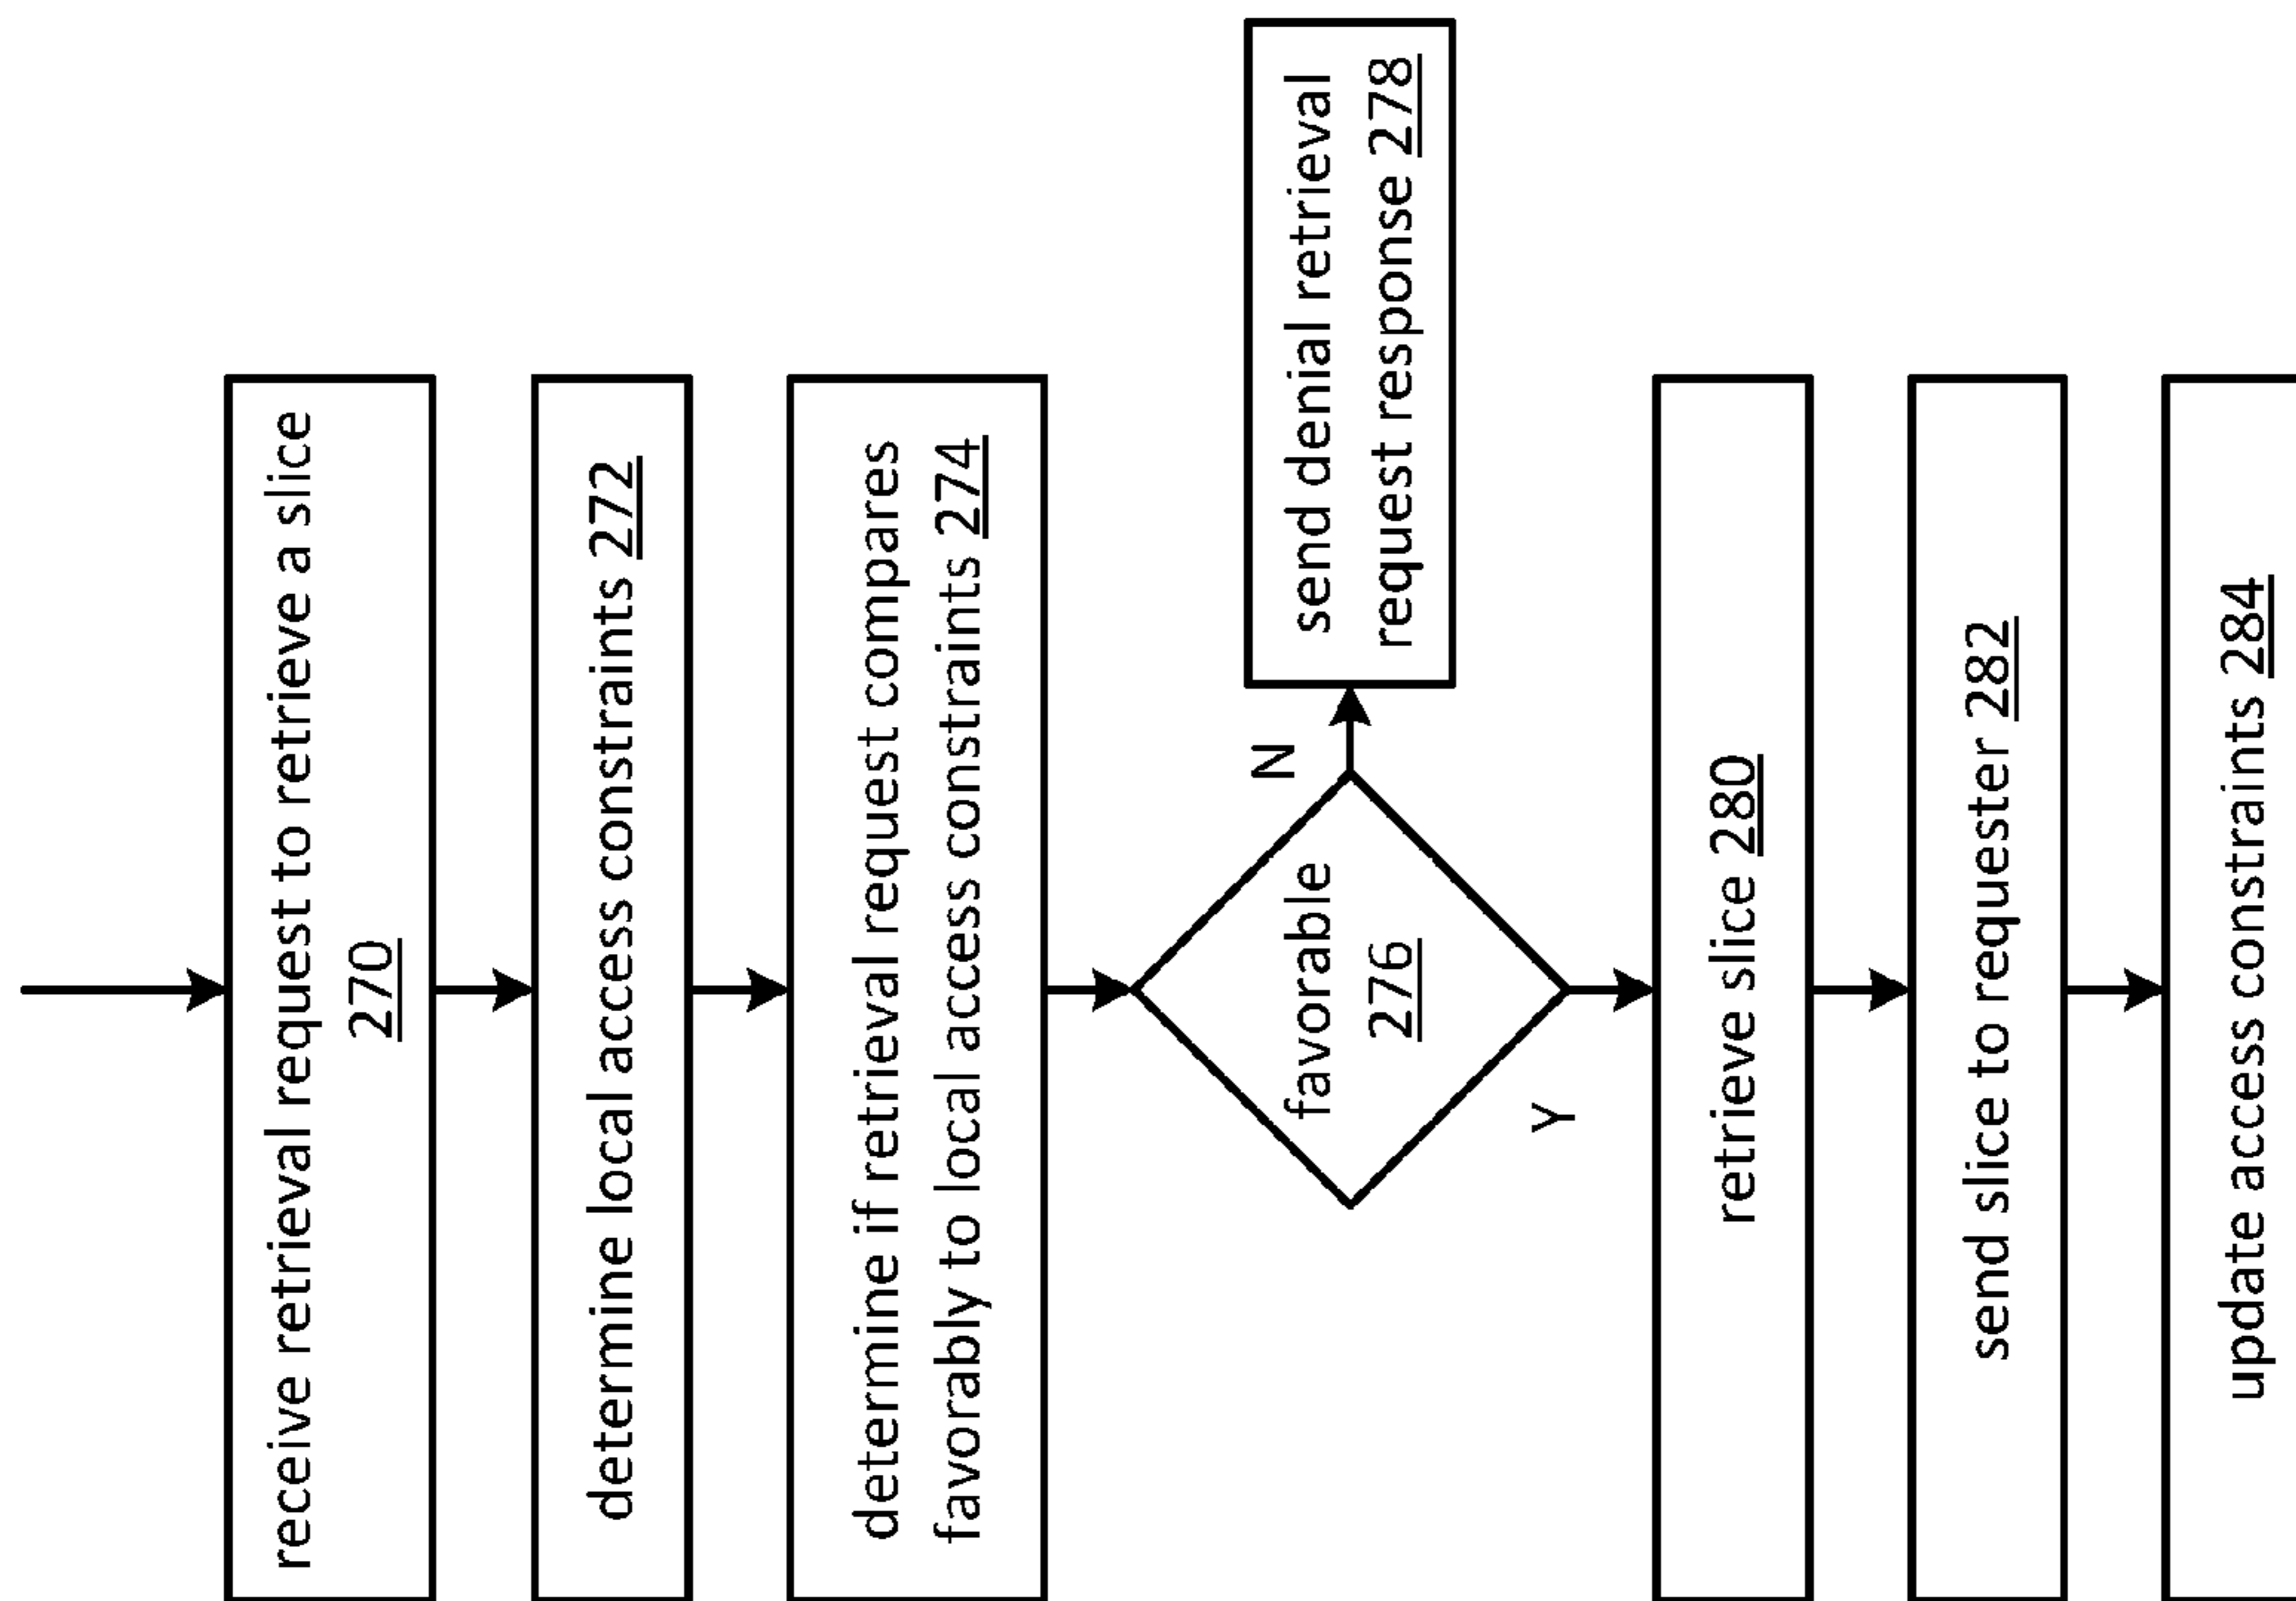 receive retrieval request to retrieve a slice
270
determine local access constraints 272
determine if retrieval request compares
favorably to local access constraints 274
favorable
276
N
send denial retrieval
request response 278
Y
retrieve slice 280
send slice to requester 282
update access constraints 284